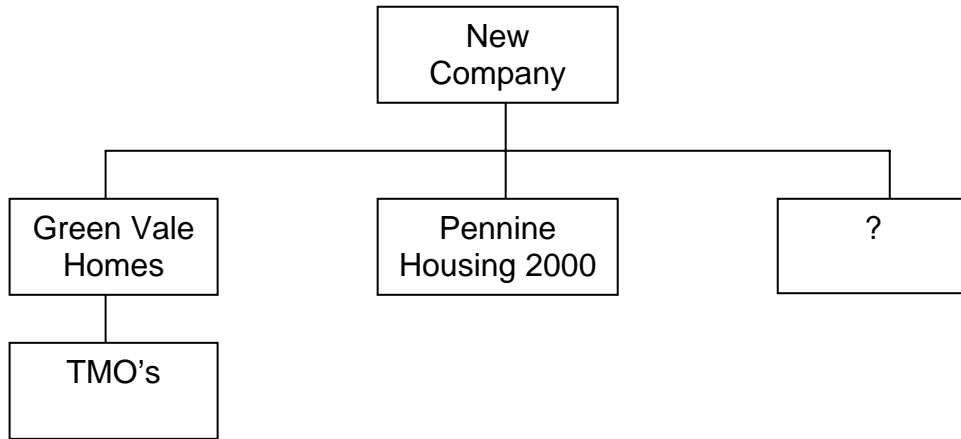 New
Company
Green Vale
Homes
Pennine
Housing 2000
?
TMO’s